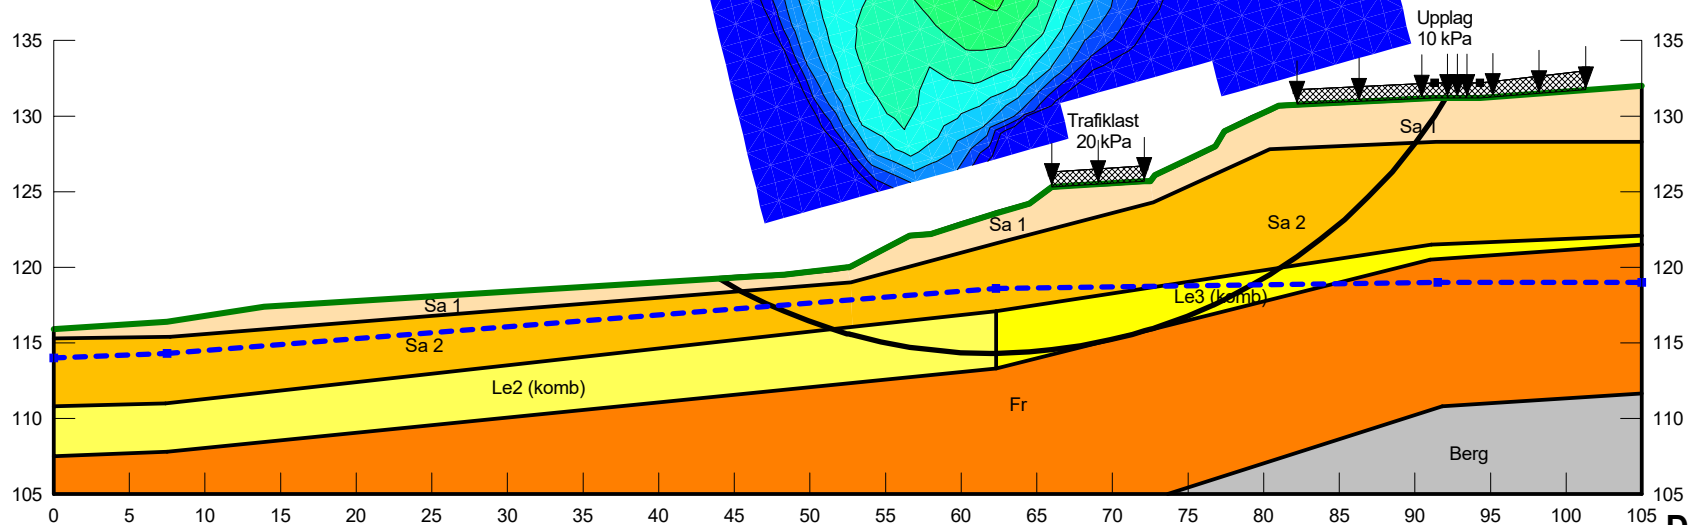 Upplag
10 kPa
135
135
130
130
Trafiklast
20 kPa
Sa 1
125
125
Sa 1
Sa 2
120
120
Sa 1
Le3 (komb)
115
Sa 2
115
Le2 (komb)
Fr
110
110
Berg
105
105
0 5 10 15 20 25 30 35 40 45 50 55 60 65 70 75 80 85 90 95 100 105
D